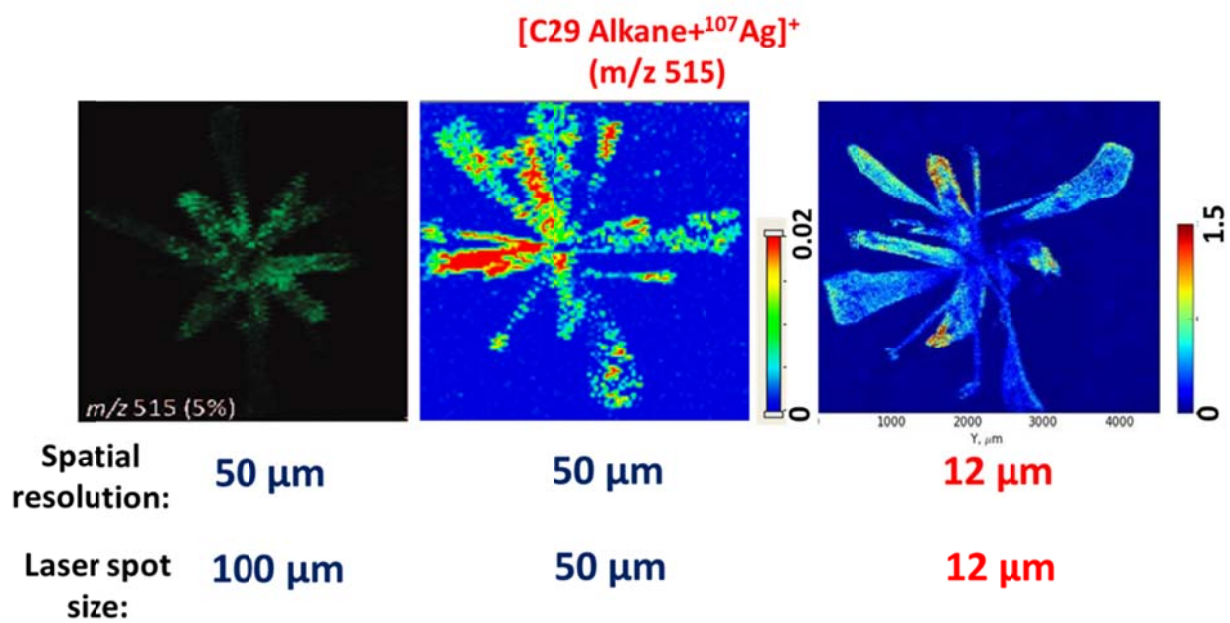 [C29 Alkane+¹⁰⁷Ag]⁺
(m/z 515)
m/z 515 (5%)
0.02
0
1.5
0
1000 2000 3000 4000
Y, μm
Spatial resolution:
50 μm 50 μm 12 μm
Laser spot size:
100 μm 50 μm 12 μm